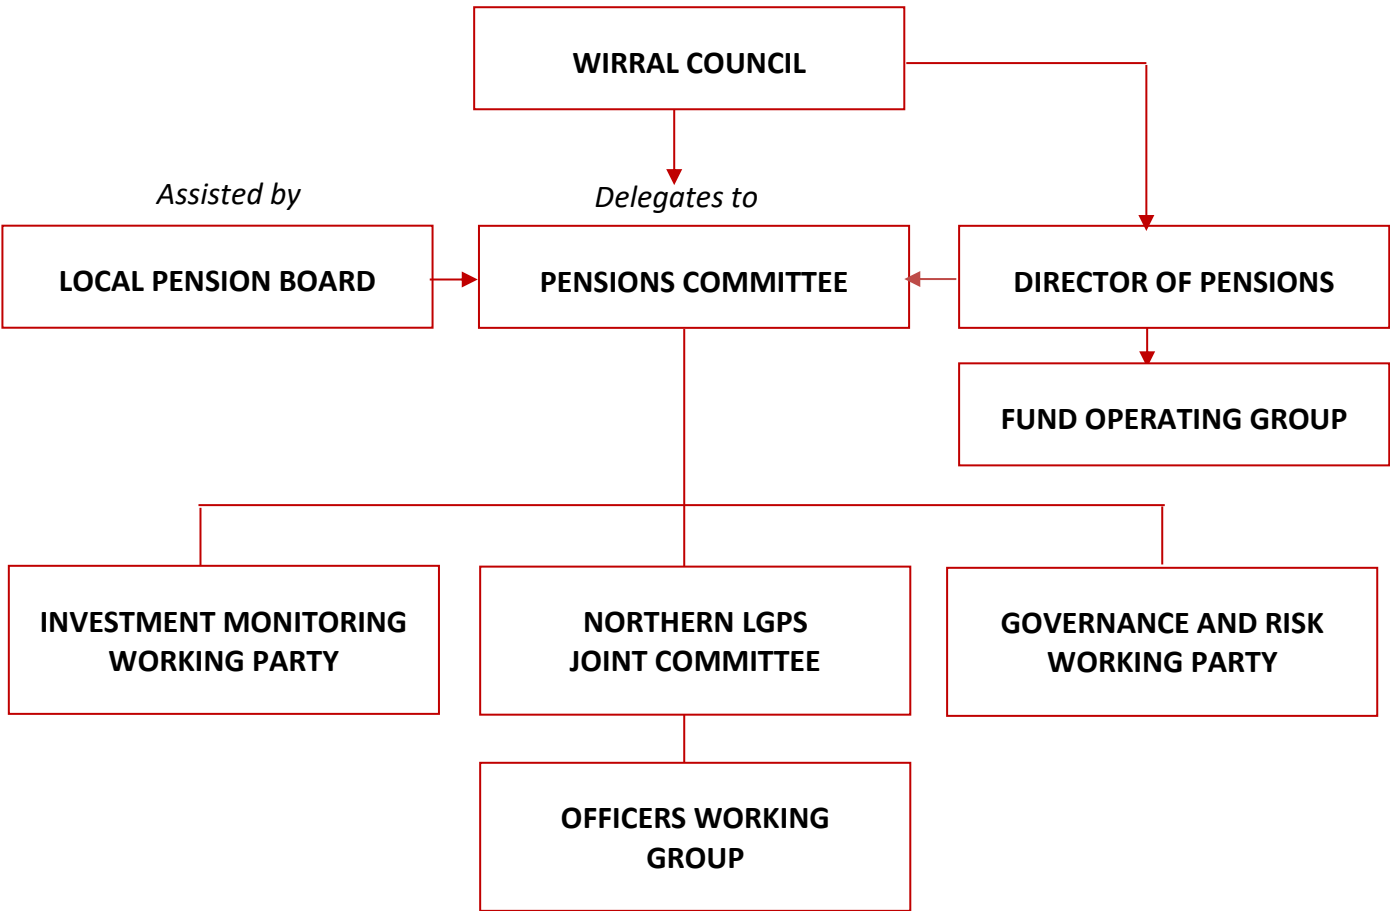 WIRRAL COUNCIL
Assisted by
Delegates to
LOCAL PENSION BOARD
PENSIONS COMMITTEE
DIRECTOR OF PENSIONS
FUND OPERATING GROUP
INVESTMENT MONITORING
WORKING PARTY
NORTHERN LGPS
JOINT COMMITTEE
GOVERNANCE AND RISK
WORKING PARTY
OFFICERS WORKING
GROUP